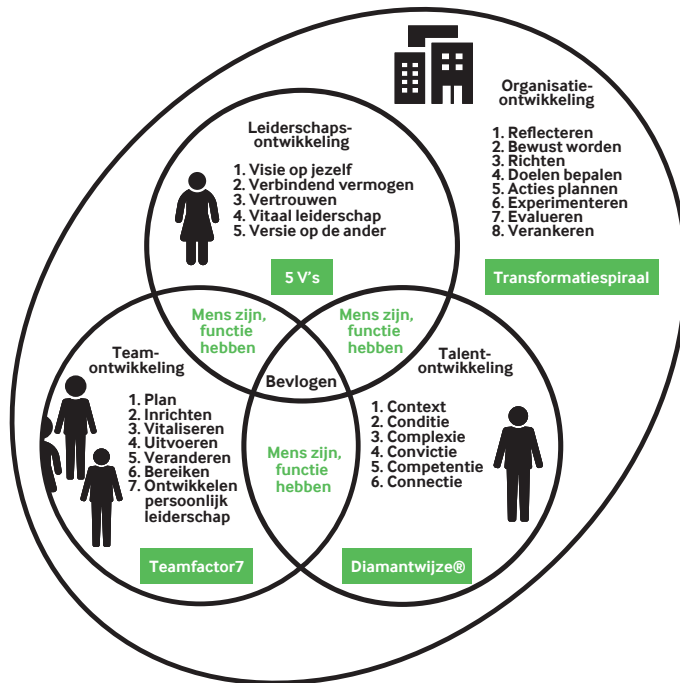 Organisatie-
ontwikkeling
1. Reflecteren
2. Bewust worden
3. Richten
4. Doelen bepalen
5. Acties plannen
6. Experimenteren
7. Evalueren
8. Verankeren
Transformatiespiraal
Leiderschaps-
ontwikkeling
1. Visie op jezelf
2. Verbindend vermogen
3. Vertrouwen
4. Vitaal leiderschap
5. Versie op de ander
5 V's
Mens zijn,
functie
hebben
Mens zijn,
functie
hebben
Bevlogen
Team-
ontwikkeling
1. Plan
2. Inrichten
3. Vitaliseren
4. Uitvoeren
5. Veranderen
6. Bereiken
7. Ontwikkelen
persoonlijk
leiderschap
Teamfactor7
Mens zijn,
functie
hebben
Talent-
ontwikkeling
1. Context
2. Conditie
3. Complexie
4. Convictie
5. Competentie
6. Connectie
Diamantwijze®